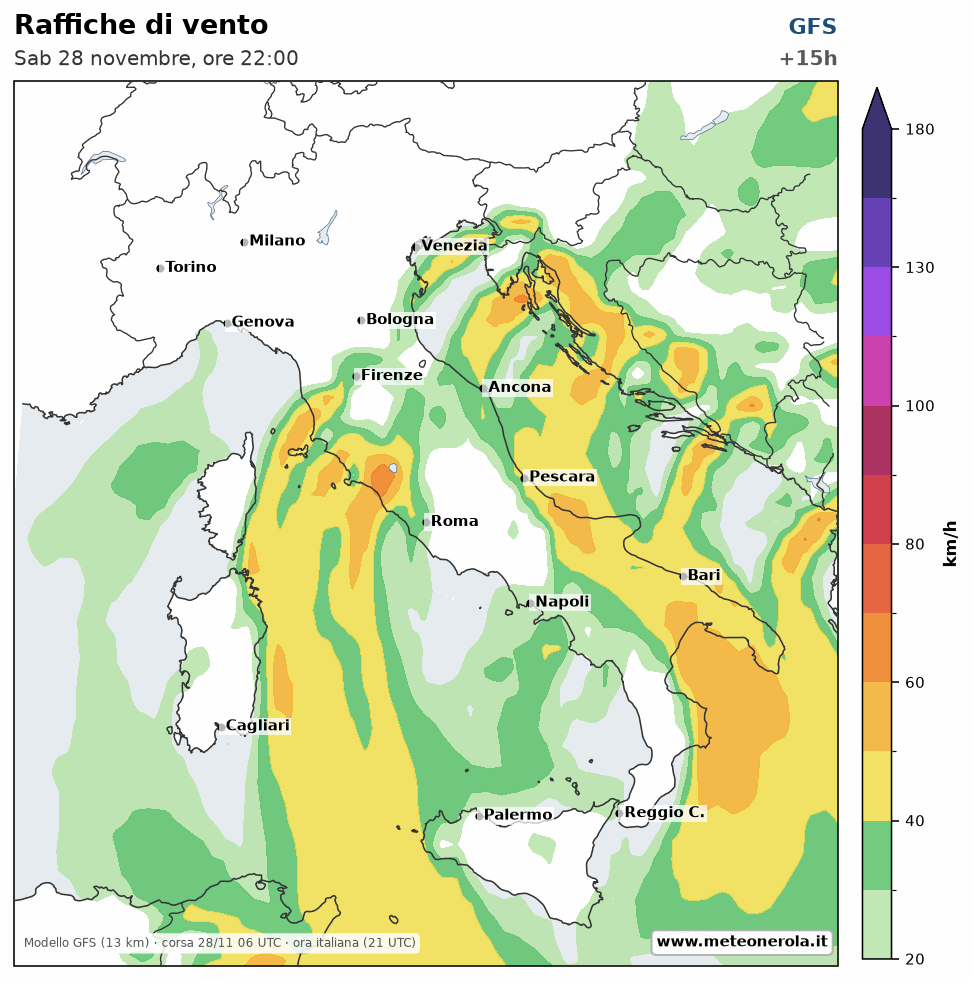 Raffiche di vento
GFS
Sab 28 novembre, ore 22:00
+15h
180
Milano
Venezia
Torino
130
Genova
Bologna
Firenze
Ancona
100
Pescara
Roma
km/h
80
Bari
Napoli
60
Cagliari
Palermo
Reggio C.
40
Modello GFS (13 km) · corsa 28/11 06 UTC · ora italiana (21 UTC)
www.meteonerola.it
20